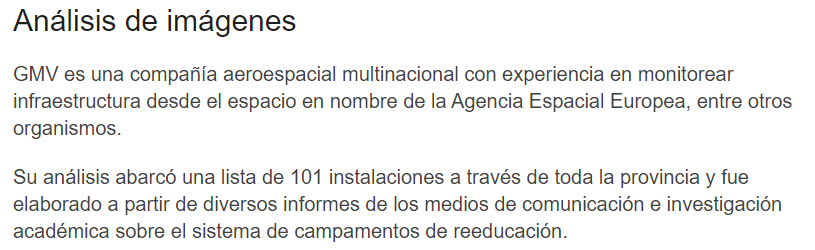 Análisis de imágenes
GMV es una compañía aeroespacial multinacional con experiencia en monitorear
infraestructura desde el espacio en nombre de la Agencia Espacial Europea, entre otros
organismos.
Su análisis abarcó una lista de 101 instalaciones a través de toda la provincia y fue
elaborado a partir de diversos informes de los medios de comunicación e investigación
académica sobre el sistema de campamentos de reeducación.